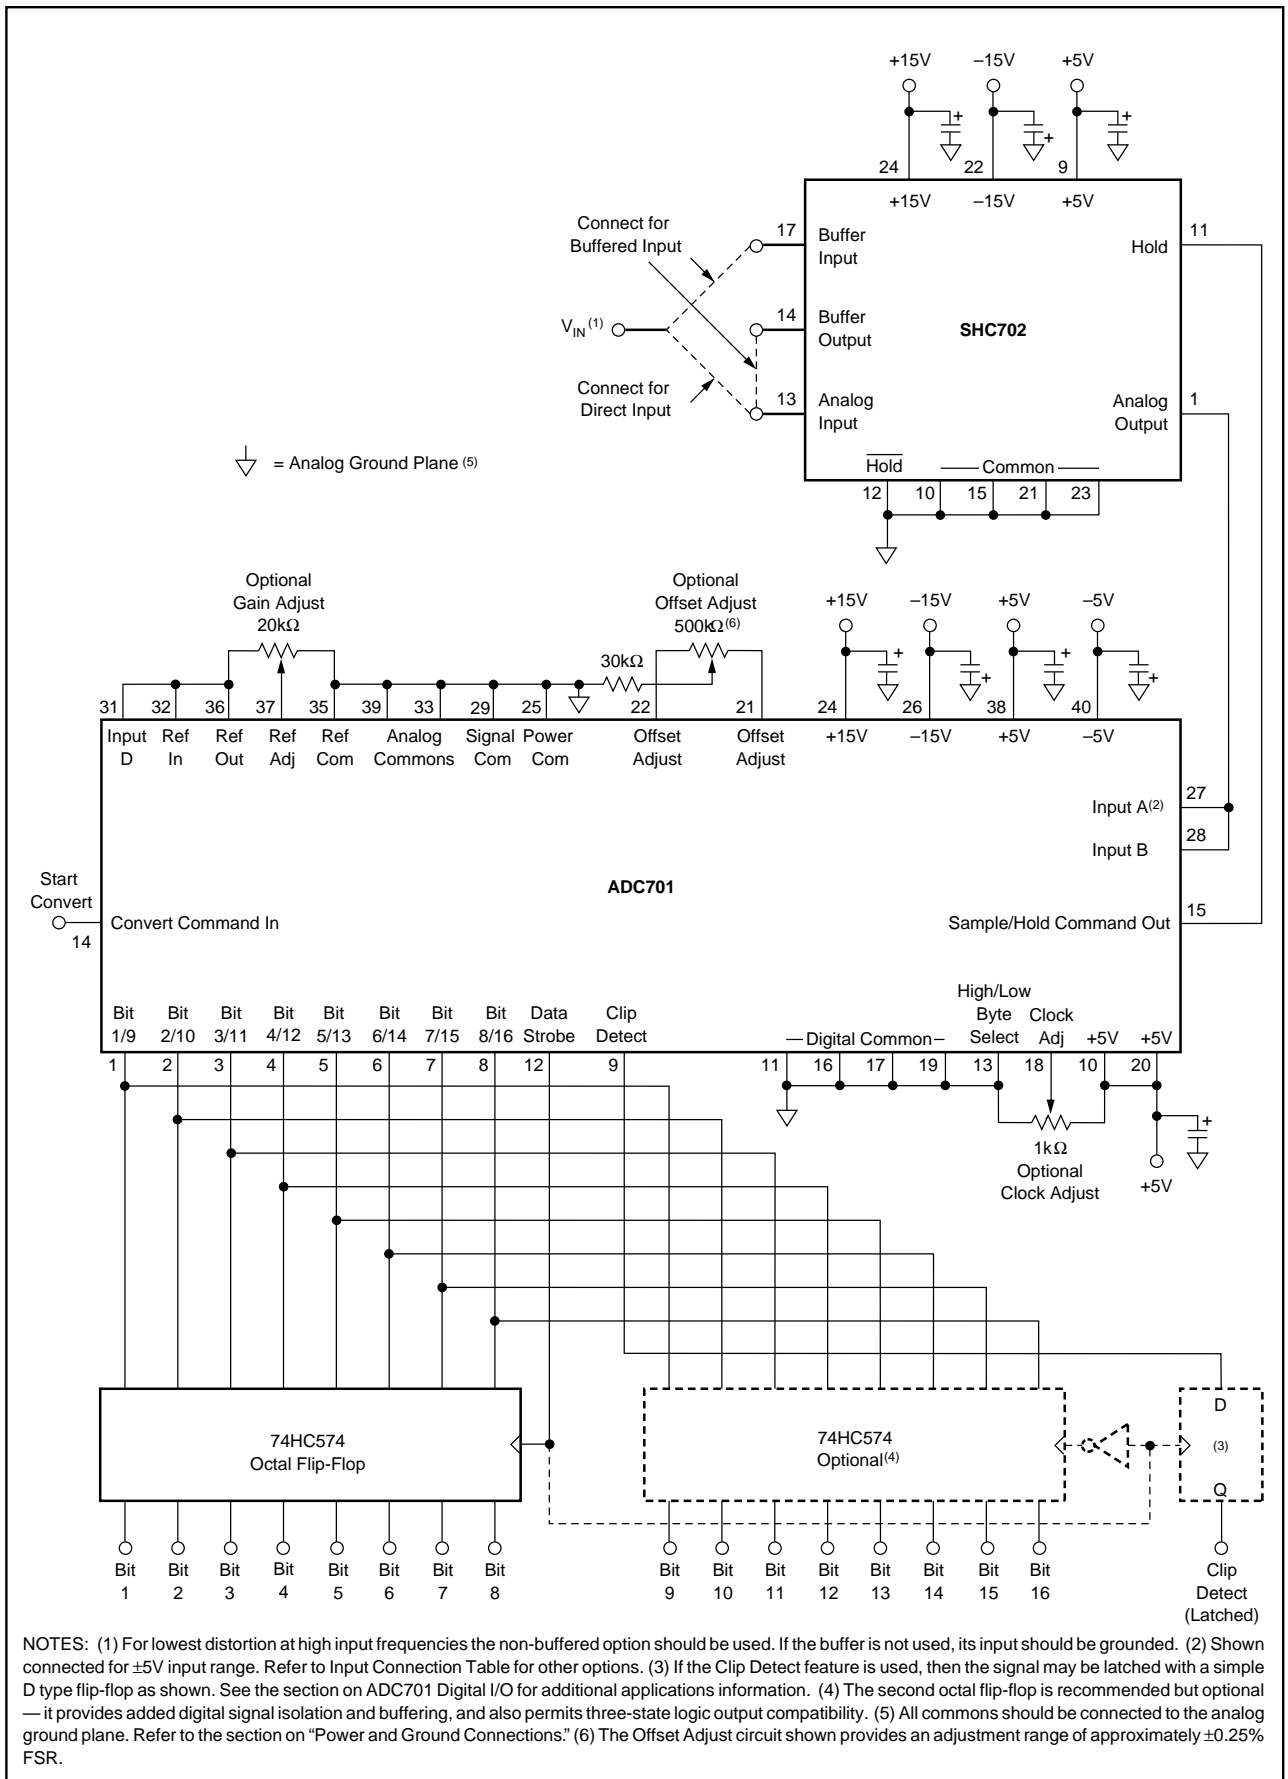 +15V –15V +5V
24 22 9
+15V –15V +5V
Connect for
Buffered Input
17 Buffer
Input
Hold 11
14 Buffer
Output
SHC702
VIN (1)
Connect for
Direct Input
13 Analog
Input
Analog
Output 1
= Analog Ground Plane (5)
Hold Common
12 10 15 21 23
Optional
Gain Adjust
20kΩ
Optional
Offset Adjust
500kΩ(6)
30kΩ
+15V –15V +5V –5V
31 32 36 37 35 39 33 29 25 22 21 24 26 38 40
Input
D
Ref
In
Ref
Out
Ref
Adj
Ref
Com
Analog
Commons
Signal
Com
Power
Com
Offset
Adjust
Offset
Adjust
+15V –15V +5V –5V
Input A(2) 27
Input B 28
ADC701
Start
Convert
14
Convert Command In
Sample/Hold Command Out 15
Bit
1/9
Bit
2/10
Bit
3/11
Bit
4/12
Bit
5/13
Bit
6/14
Bit
7/15
Bit
8/16
Data
Strobe
Clip
Detect
Digital Common
High/Low
Byte
Select
Clock
Adj
+5V +5V
1 2 3 4 5 6 7 8 12 9 11 16 17 19 13 18 10 20
1kΩ
Optional
Clock Adjust
+5V
74HC574
Octal Flip-Flop
74HC574
Optional(4)
D
(3)
Q
Bit
1
Bit
2
Bit
3
Bit
4
Bit
5
Bit
6
Bit
7
Bit
8
Bit
9
Bit
10
Bit
11
Bit
12
Bit
13
Bit
14
Bit
15
Bit
16
Clip
Detect
(Latched)
+ + + + + + + +
NOTES: (1) For lowest distortion at high input frequencies the non-buffered option should be used. If the buffer is not used, its input should be grounded. (2) Shown
connected for ±5V input range. Refer to Input Connection Table for other options. (3) If the Clip Detect feature is used, then the signal may be latched with a simple
D type flip-flop as shown. See the section on ADC701 Digital I/O for additional applications information. (4) The second octal flip-flop is recommended but optional
— it provides added digital signal isolation and buffering, and also permits three-state logic output compatibility. (5) All commons should be connected to the analog
ground plane. Refer to the section on “Power and Ground Connections.” (6) The Offset Adjust circuit shown provides an adjustment range of approximately ±0.25%
FSR.